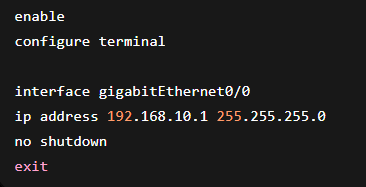 enable
configure terminal
interface gigabitEthernet0/0
ip address 192.168.10.1 255.255.255.0
no shutdown
exit